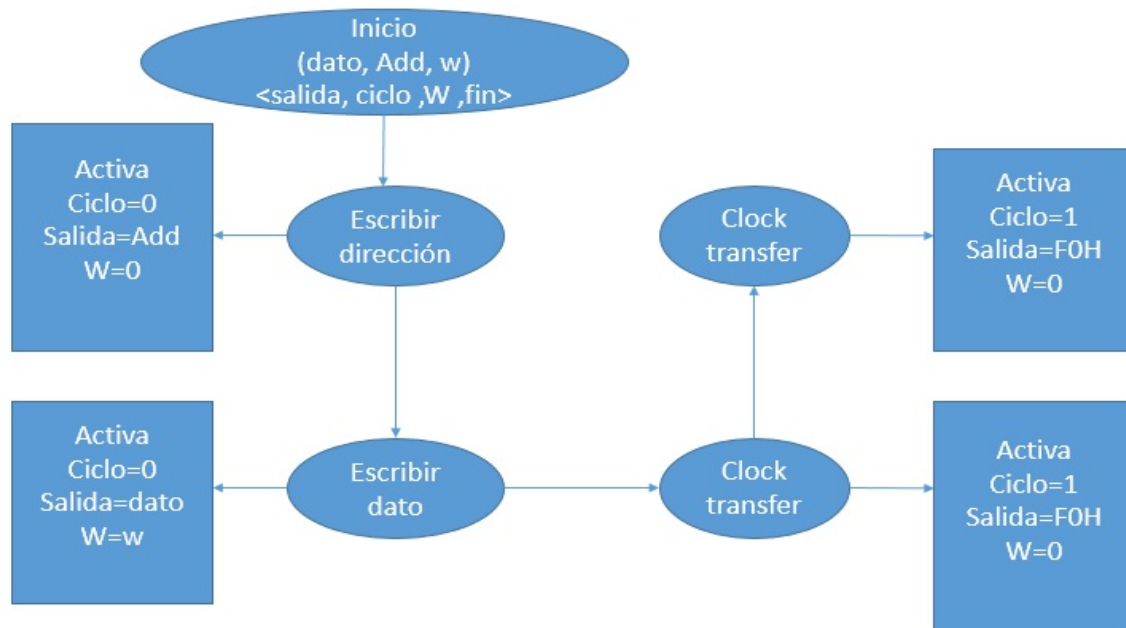 Inicio
(dato, Add, w)
<salida, ciclo ,W ,fin>
Activa
Ciclo=0
Salida=Add
W=0
Escribir
dirección
Clock
transfer
Activa
Ciclo=1
Salida=F0H
W=0
Activa
Ciclo=0
Salida=dato
W=w
Escribir
dato
Clock
transfer
Activa
Ciclo=1
Salida=F0H
W=0